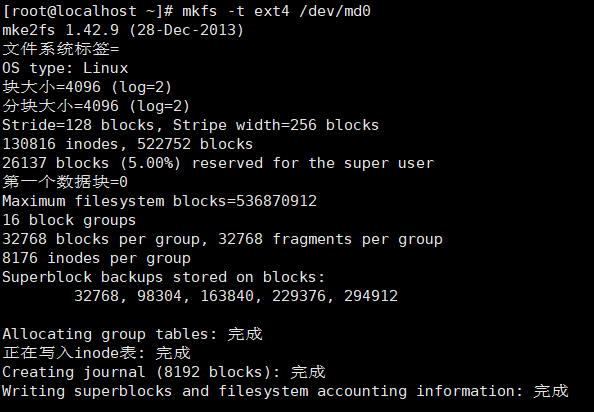 [root@localhost ~]# mkfs -t ext4 /dev/md0
mke2fs 1.42.9 (28-Dec-2013)
文件系统标签=
OS type: Linux
块大小=4096 (log=2)
分块大小=4096 (log=2)
Stride=128 blocks, Stripe width=256 blocks
130816 inodes, 522752 blocks
26137 blocks (5.00%) reserved for the super user
第一个数据块=0
Maximum filesystem blocks=536870912
16 block groups
32768 blocks per group, 32768 fragments per group
8176 inodes per group
Superblock backups stored on blocks:
32768, 98304, 163840, 229376, 294912
Allocating group tables: 完成
正在写入inode表: 完成
Creating journal (8192 blocks): 完成
Writing superblocks and filesystem accounting information: 完成